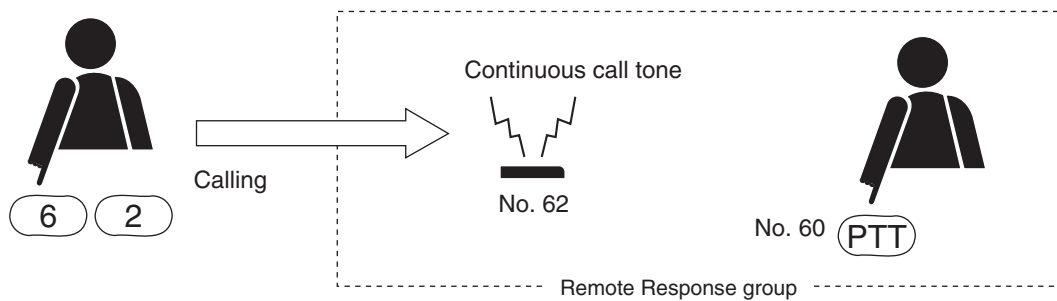 Continuous call tone
Calling
6 2
No. 62
No. 60 PTT
Remote Response group